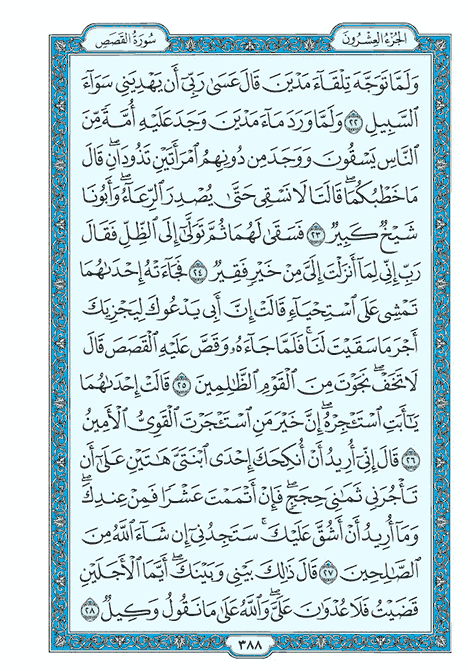 الجزء العشرون
سورة القصص
وَلَمَّا تَوَجَّهَ تِلْقَآءَ مَدْيَنَ قَالَ عَسَىٰ رَبِّىٓ أَن يَهْدِيَنِى سَوَآءَ
ٱلسَّبِيلِ ٢٢ وَلَمَّا وَرَدَ مَآءَ مَدْيَنَ وَجَدَ عَلَيْهِ أُمَّةً مِّنَ
ٱلنَّاسِ يَسْقُونَ وَوَجَدَ مِن دُونِهِمُ ٱمْرَأَتَيْنِ تَذُودَانِۖ قَالَ
مَا خَطْبُكُمَاۖ قَالَتَا لَا نَسْقِى حَتَّىٰ يُصْدِرَ ٱلرِّعَآءُۖ وَأَبُونَا
شَيْخٌ كَبِيرٌ ٢٣ فَسَقَىٰ لَهُمَا ثُمَّ تَوَلَّىٰٓ إِلَى ٱلظِّلِّ فَقَالَ
رَبِّ إِنِّى لِمَآ أَنزَلْتَ إِلَىَّ مِنْ خَيْرٍ فَقِيرٌ ٢٤ فَجَآءَتْهُ إِحْدَىٰهُمَا
تَمْشِى عَلَى ٱسْتِحْيَآءٍ قَالَتْ إِنَّ أَبِى يَدْعُوكَ لِيَجْزِيَكَ
أَجْرَ مَا سَقَيْتَ لَنَاۚ فَلَمَّا جَآءَهُۥ وَقَصَّ عَلَيْهِ ٱلْقَصَصَ قَالَ
لَا تَخَفْۖ نَجَوْتَ مِنَ ٱلْقَوْمِ ٱلظَّٰلِمِينَ ٢٥ قَالَتْ إِحْدَىٰهُمَا
يَٰٓأَبَتِ ٱسْتَـْٔجِرْهُۖ إِنَّ خَيْرَ مَنِ ٱسْتَـْٔجَرْتَ ٱلْقَوِىُّ ٱلْأَمِينُ
٢٦ قَالَ إِنِّىٓ أُرِيدُ أَنْ أُنكِحَكَ إِحْدَى ٱبْنَتَىَّ هَٰتَيْنِ عَلَىٰٓ أَن
تَأْجُرَنِى ثَمَٰنِىَ حِجَجٍۖ فَإِنْ أَتْمَمْتَ عَشْرًا فَمِنْ عِندِكَۖ
وَمَآ أُرِيدُ أَنْ أَشُقَّ عَلَيْكَۚ سَتَجِدُنِىٓ إِن شَآءَ ٱللَّهُ مِنَ
ٱلصَّٰلِحِينَ ٢٧ قَالَ ذَٰلِكَ بَيْنِى وَبَيْنَكَۖ أَيَّمَا ٱلْأَجَلَيْنِ
قَضَيْتُ فَلَا عُدْوَٰنَ عَلَىَّۖ وَٱللَّهُ عَلَىٰ مَا نَقُولُ وَكِيلٌ ٢٨
٣٨٨